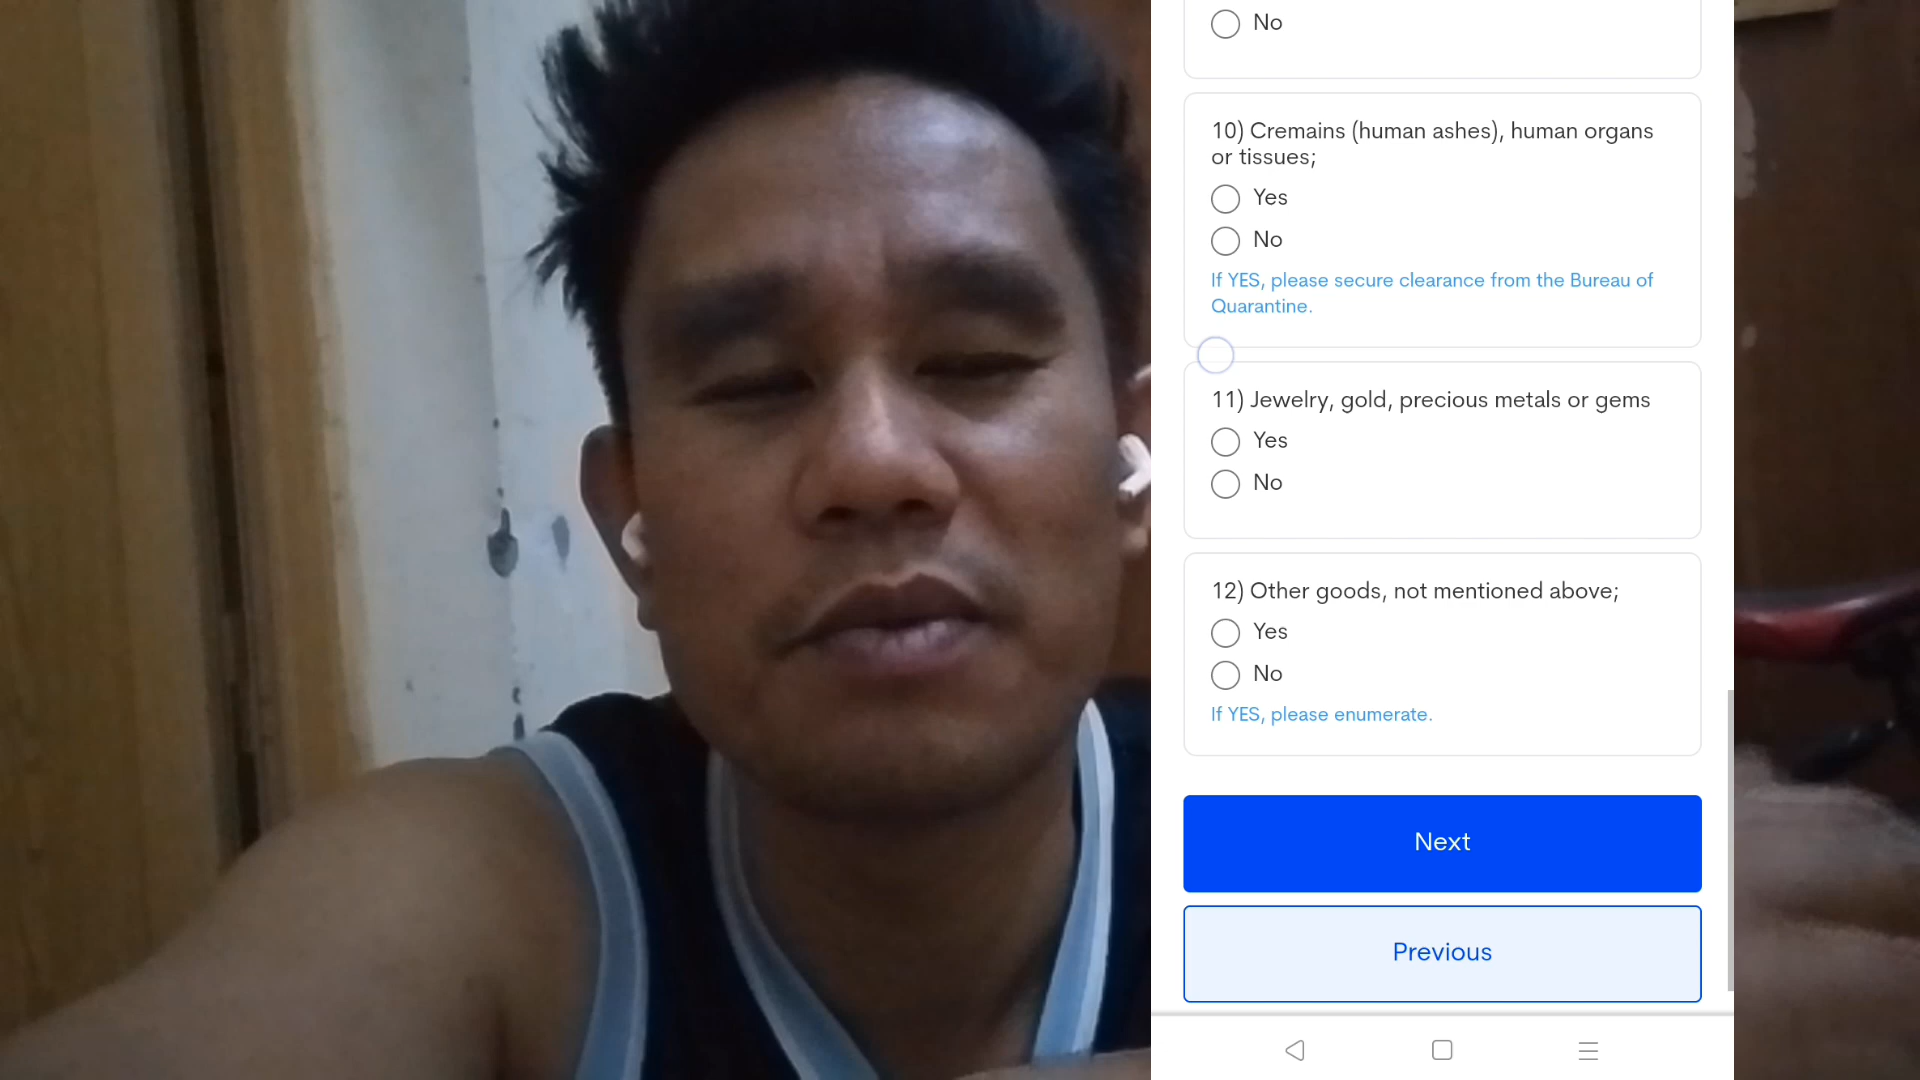 No
10) Cremains (human ashes), human organs
or tissues;
Yes
No
If YES, please secure clearance from the Bureau of
Quarantine.
11) Jewelry, gold, precious metals or gems
Yes
No
12) Other goods, not mentioned above;
Yes
No
If YES, please enumerate.
Next
Previous